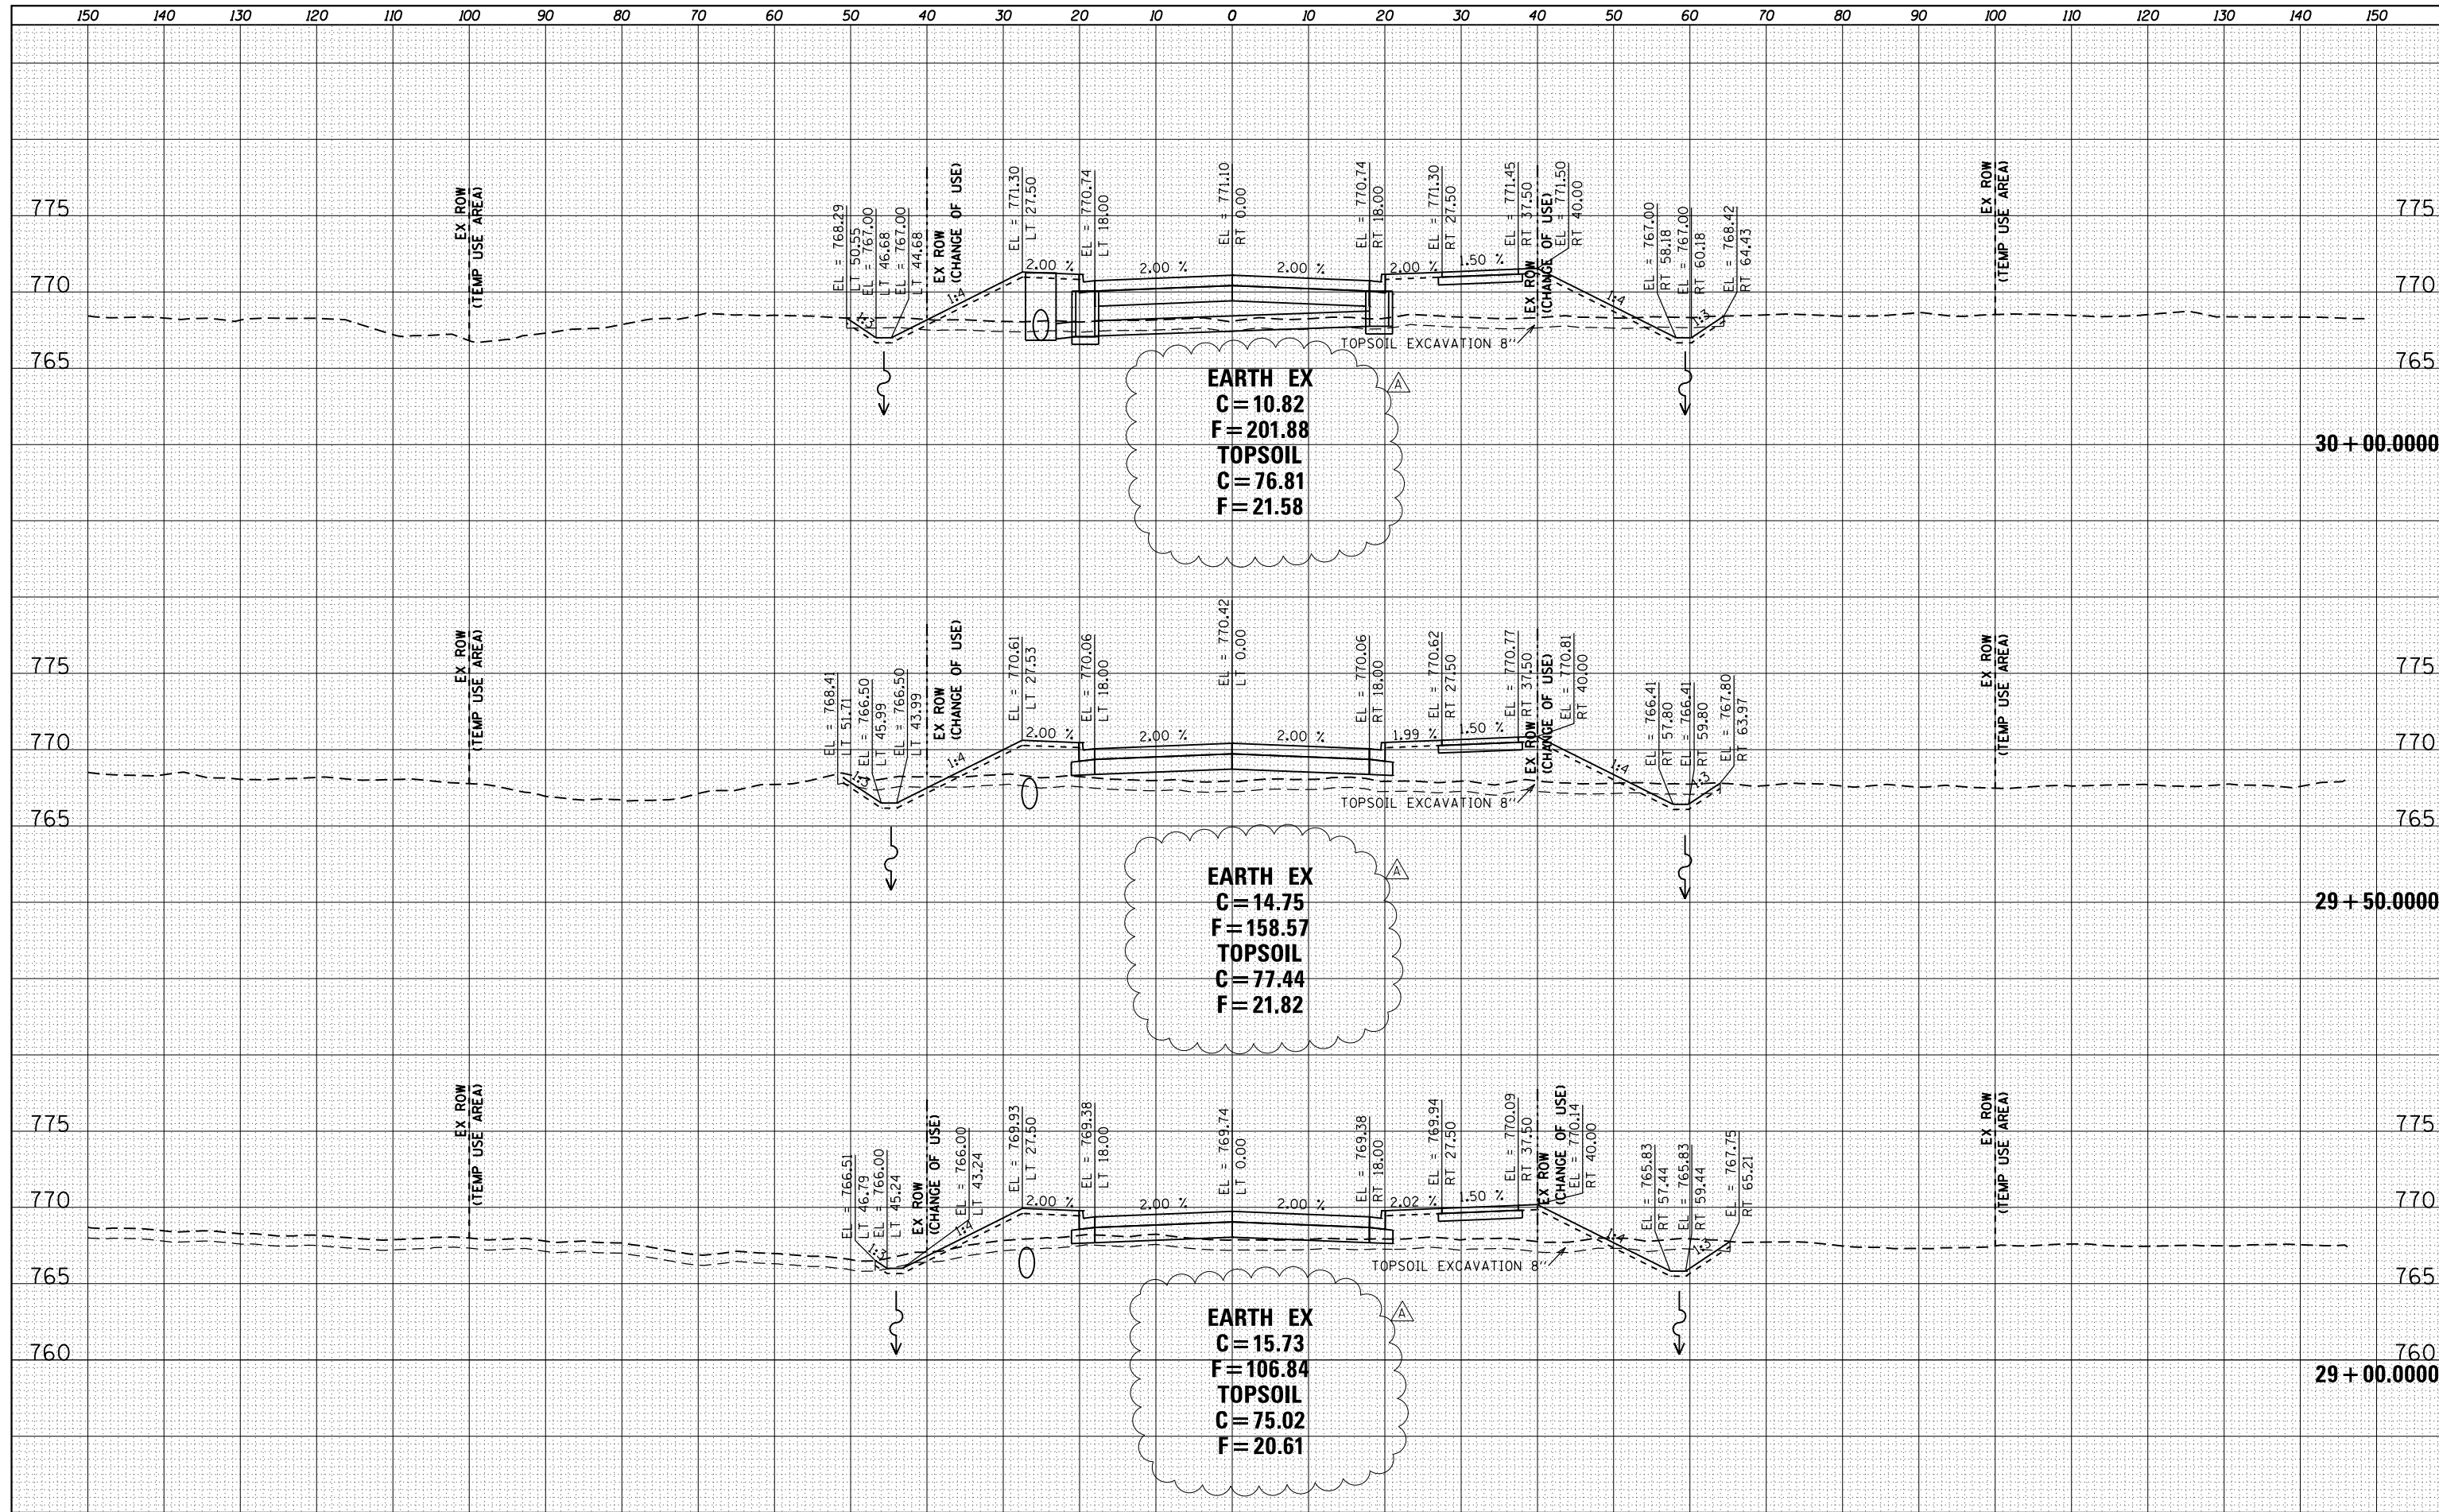 150 140 130 120 110 100 90 80 70 60 50 40 30 20 10 0 10 20 30 40 50 60 70 80 90 100 110 120 130 140 150
EX ROW
(TEMP USE AREA)
EL = 768.29
LT 50.55
EL = 767.00
LT 46.68
EL = 767.00
LT 44.68
EX ROW
(CHANGE OF USE)
EL = 771.30
LT 27.50
EL = 770.74
LT 18.00
EL = 771.10
RT 0.00
EL = 770.74
RT 18.00
EL = 771.30
RT 27.50
EL = 771.45
RT 37.50
EX ROW
(CHANGE OF USE)
EL = 771.50
RT 40.00
EL = 767.00
RT 58.18
EL = 767.00
RT 60.18
EL = 768.42
RT 64.43
EX ROW
(TEMP USE AREA)
775 775
2.00 % 2.00 % 2.00 % 2.00 % 1.50 %
770 770
1:3 1:4 1:4 1:3
TOPSOIL EXCAVATION 8"
765 765
EARTH EX
A
C=10.82
F=201.88
30+00.0000
TOPSOIL
C=76.81
F=21.58
EX ROW
(TEMP USE AREA)
EL = 768.41
LT 51.71
EL = 766.50
LT 45.99
EL = 766.50
LT 43.99
EX ROW
(CHANGE OF USE)
EL = 770.61
LT 27.53
EL = 770.06
LT 18.00
EL = 770.42
LT 0.00
EL = 770.06
RT 18.00
EL = 770.62
RT 27.50
EL = 770.77
RT 37.50
EX ROW
(CHANGE OF USE)
EL = 770.81
RT 40.00
EL = 766.41
RT 57.80
EL = 766.41
RT 59.80
EL = 767.80
RT 63.97
EX ROW
(TEMP USE AREA)
775 775
2.00 % 2.00 % 2.00 % 1.99 % 1.50 %
770 770
1:4 1:4 1:3
TOPSOIL EXCAVATION 8"
765 765
EARTH EX
A
C=14.75
29+50.0000
F=158.57
TOPSOIL
C=77.44
F=21.82
EX ROW
(TEMP USE AREA)
EL = 766.51
LT 46.79
EL = 766.00
LT 45.24
EX ROW
(CHANGE OF USE)
EL = 766.00
LT 43.24
EL = 769.93
LT 27.50
EL = 769.38
LT 18.00
EL = 769.74
LT 0.00
EL = 769.38
RT 18.00
EL = 769.94
RT 27.50
EL = 770.09
RT 37.50
EX ROW
(CHANGE OF USE)
EL = 770.14
RT 40.00
EL = 765.83
RT 57.44
EL = 765.83
RT 59.44
EL = 767.75
RT 65.21
EX ROW
(TEMP USE AREA)
775 775
2.00 % 2.00 % 2.00 % 2.02 % 1.50 %
770 770
1:3 1:4 1:4 1:3
TOPSOIL EXCAVATION 8"
765 765
EARTH EX
A
C=15.73
760 760
F=106.84
29+00.0000
TOPSOIL
C=75.02
F=20.61